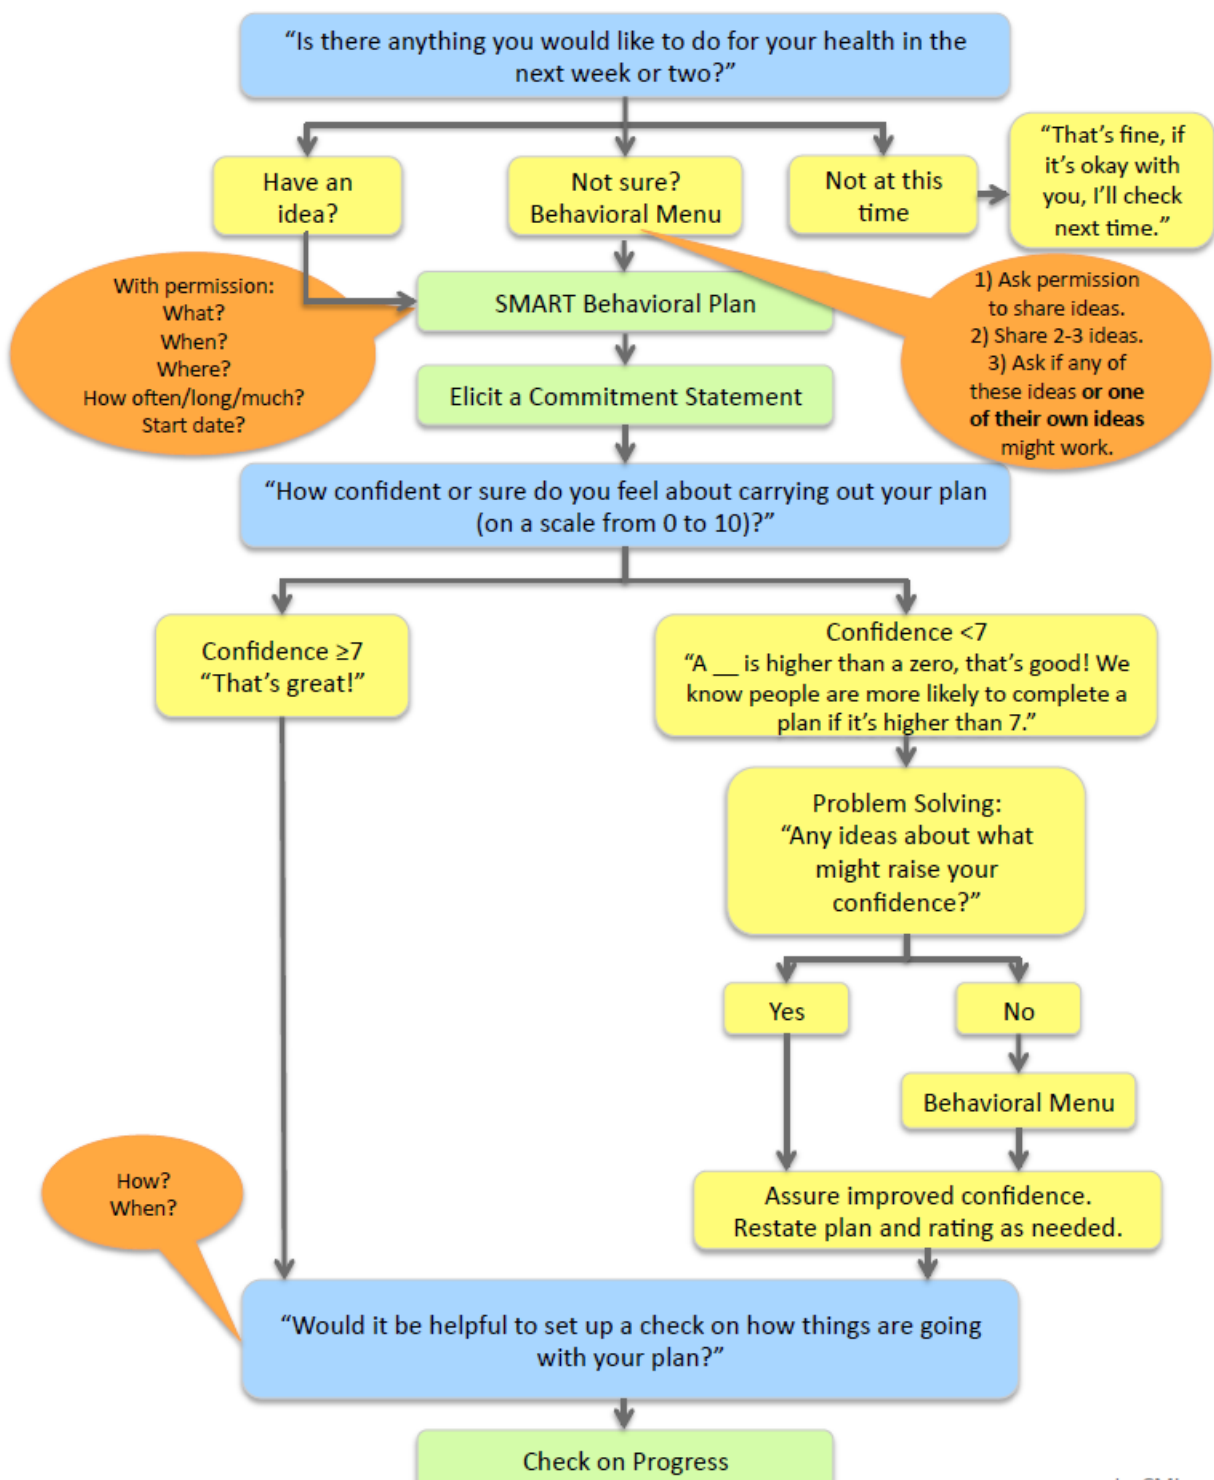 “Is there anything you would like to do for your health in the
next week or two?”
Have an
idea?
Not sure?
Behavioral Menu
Not at this
time
“That’s fine, if
it’s okay with
you, I’ll check
next time.”
With permission:
What?
When?
Where?
How often/long/much?
Start date?
SMART Behavioral Plan
1) Ask permission
to share ideas.
2) Share 2-3 ideas.
3) Ask if any of
these ideas or one
of their own ideas
might work.
Elicit a Commitment Statement
“How confident or sure do you feel about carrying out your plan
(on a scale from 0 to 10)?”
Confidence ≥7
“That’s great!”
Confidence <7
“A __ is higher than a zero, that’s good! We
know people are more likely to complete a
plan if it’s higher than 7.”
Problem Solving:
“Any ideas about what
might raise your
confidence?”
Yes
No
Behavioral Menu
Assure improved confidence.
Restate plan and rating as needed.
How?
When?
“Would it be helpful to set up a check on how things are going
with your plan?”
Check on Progress